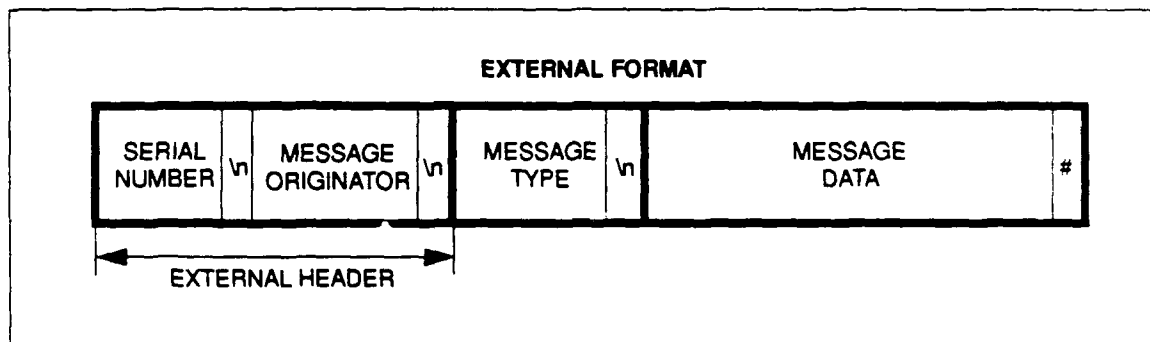 EXTERNAL FORMAT
SERIAL
NUMBER
\n
MESSAGE
ORIGINATOR
\n
MESSAGE
TYPE
\n
MESSAGE
DATA
#
EXTERNAL HEADER